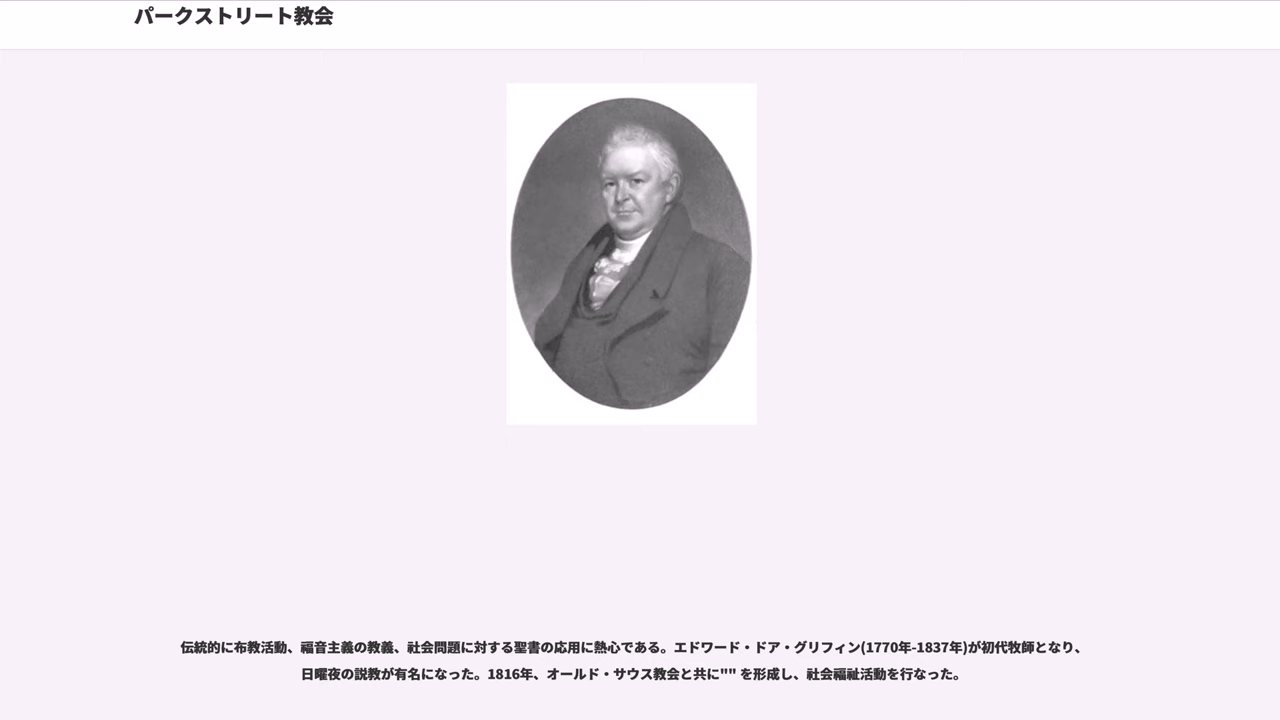 パークストリート教会
伝統的に布教活動、福音主義の教義、社会問題に対する聖書の応用に熱心である。エドワード・ドア・グリフィン(1770年-1837年)が初代牧師となり、
日曜夜の説教が有名になった。1816年、オールド・サウス教会と共に"" を形成し、社会福祉活動を行なった。